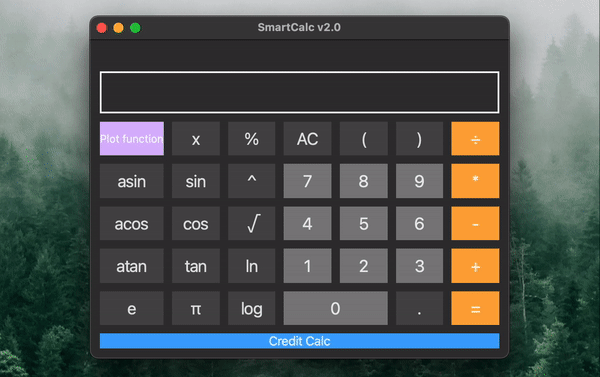 SmartCalc v2.0
Plot function x % AC ( ) ÷
asin sin ^ 7 8 9 *
acos cos √ 4 5 6 -
atan tan ln 1 2 3 +
e π log 0 . =
Credit Calc